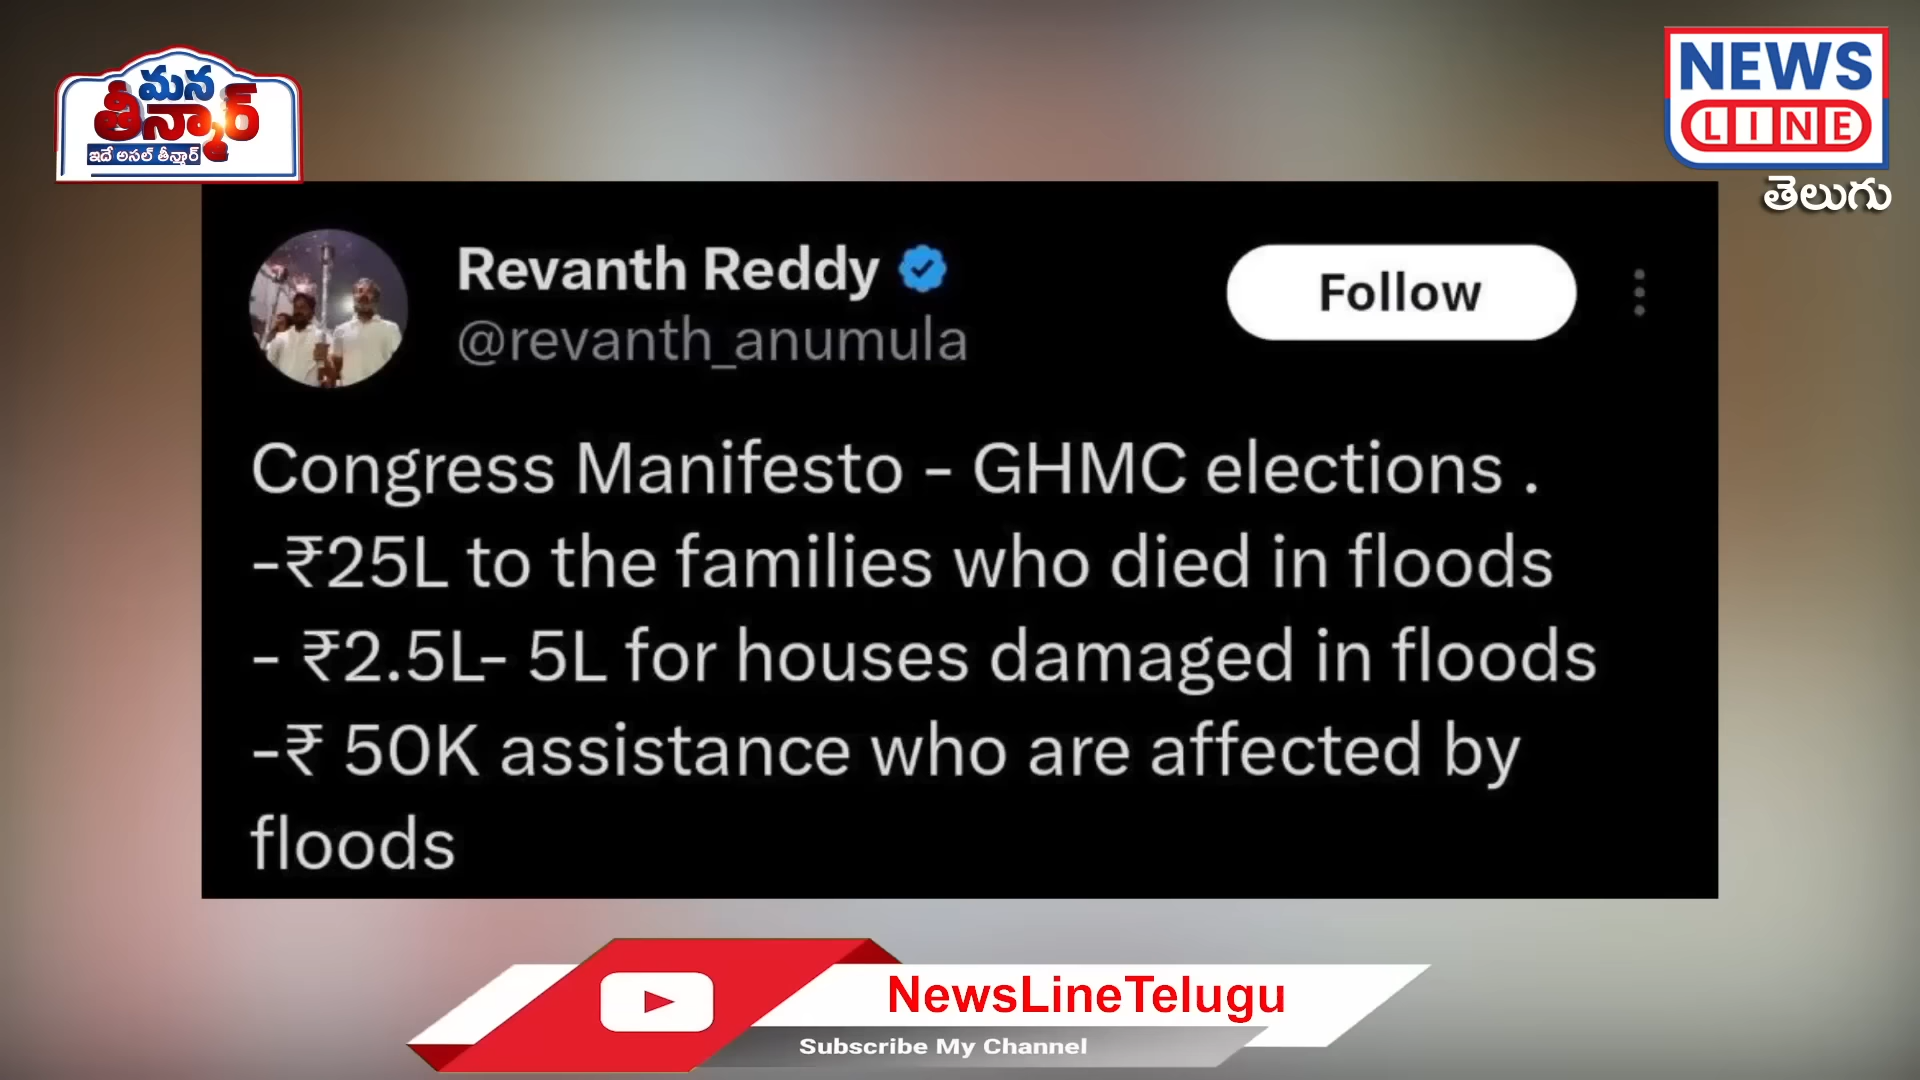 మన
తీన్మార్
ఇదే అసల్ తీన్మార్
NEWS
LINE
తెలుగు
Revanth Reddy
@revanth_anumula
Follow
Congress Manifesto - GHMC elections .
-₹25L to the families who died in floods
- ₹2.5L- 5L for houses damaged in floods
-₹ 50K assistance who are affected by
floods
NewsLineTelugu
Subscribe My Channel